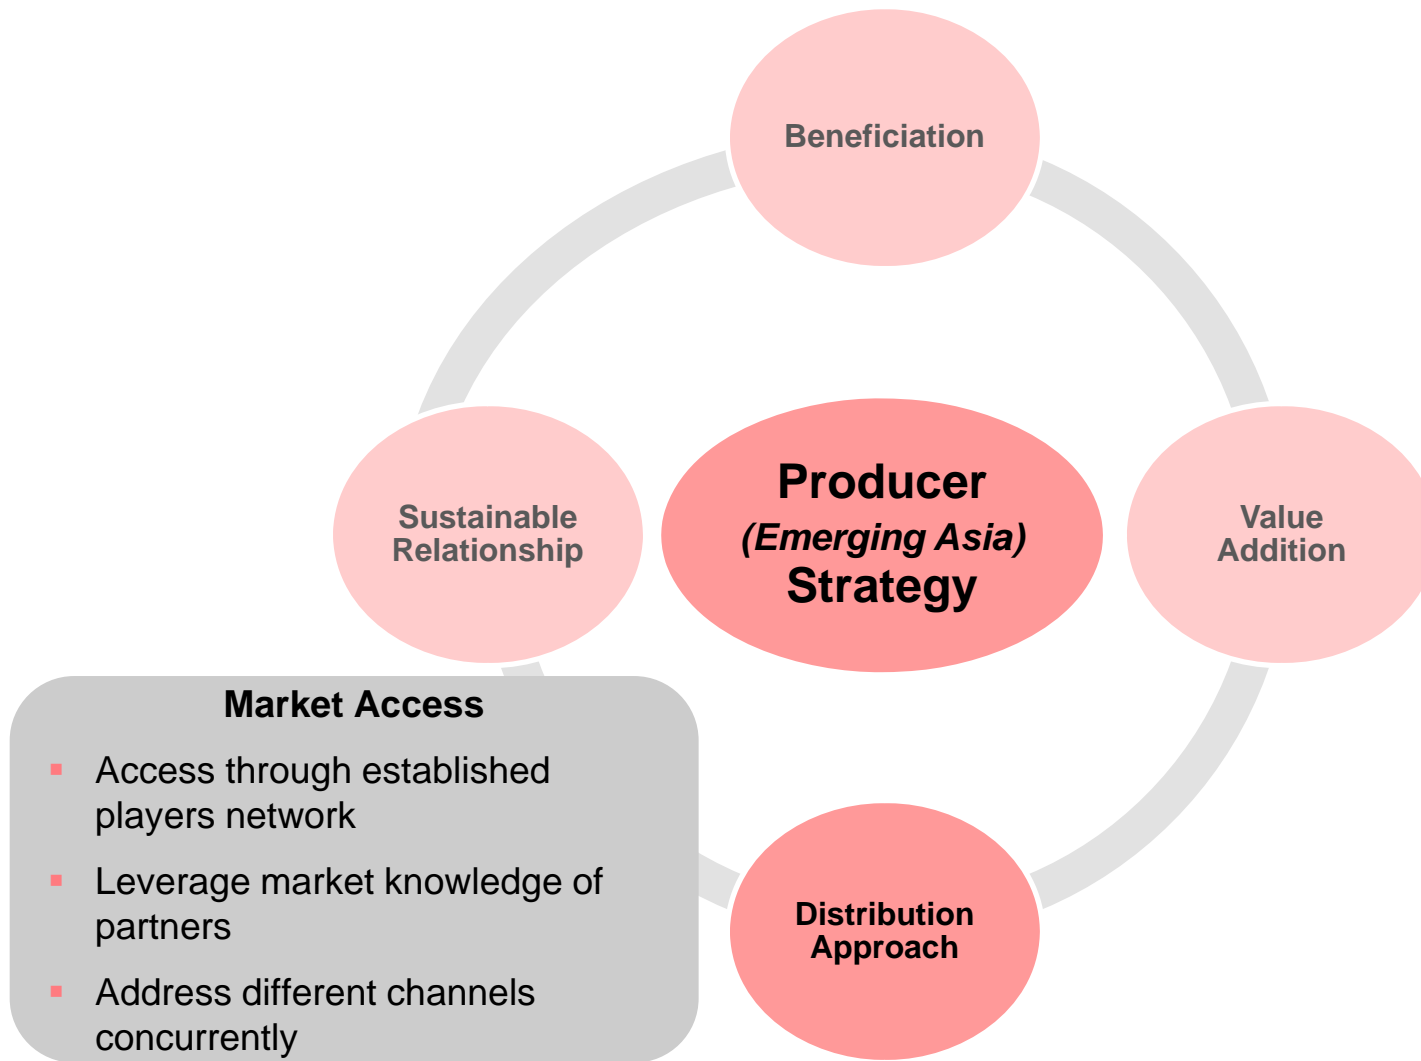 Beneficiation
Producer
(Emerging Asia)
Strategy
Sustainable
Relationship
Value
Addition
Market Access
Access through established
players network
Leverage market knowledge of
partners
Address different channels
concurrently
Distribution
Approach